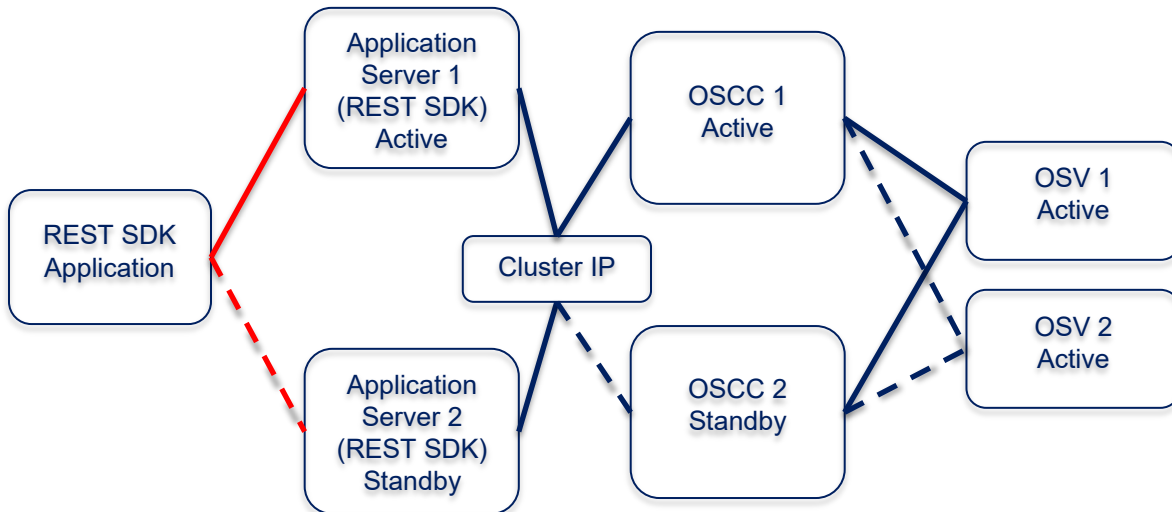 Application
Server 1
(REST SDK)
Active
OSCC 1
Active
OSV 1
Active
REST SDK
Application
Cluster IP
OSV 2
Active
Application
Server 2
(REST SDK)
Standby
OSCC 2
Standby